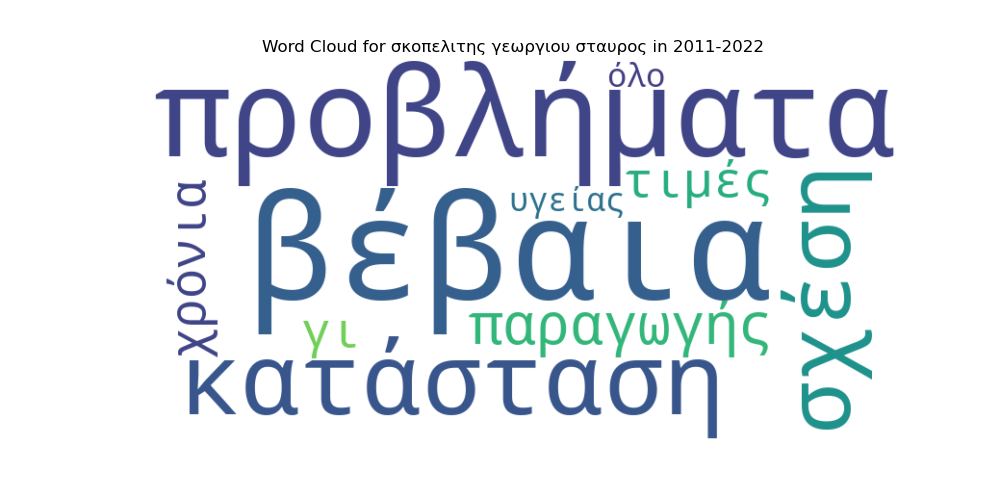 Word Cloud for σκοπελιτης γεωργιου σταυρος in 2011-2022
όλο
προβλήματα
τιμές
υγείας
χρόνια
βέβαια
σχέση
γι
παραγωγής
κατάσταση